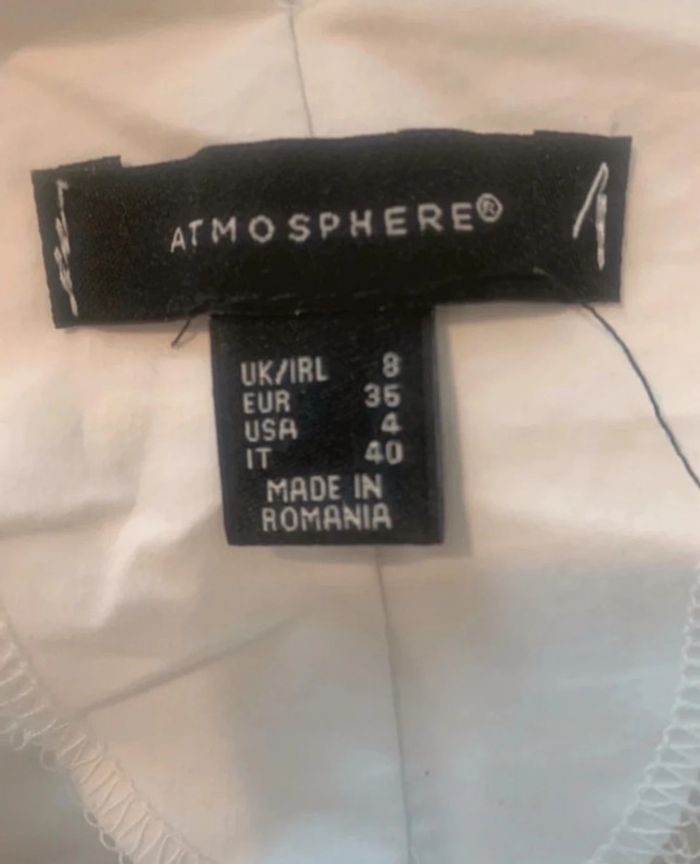 ATMOSPHERE®
UK/IRL 8
EUR 36
USA 4
IT 40
MADE IN
ROMANIA